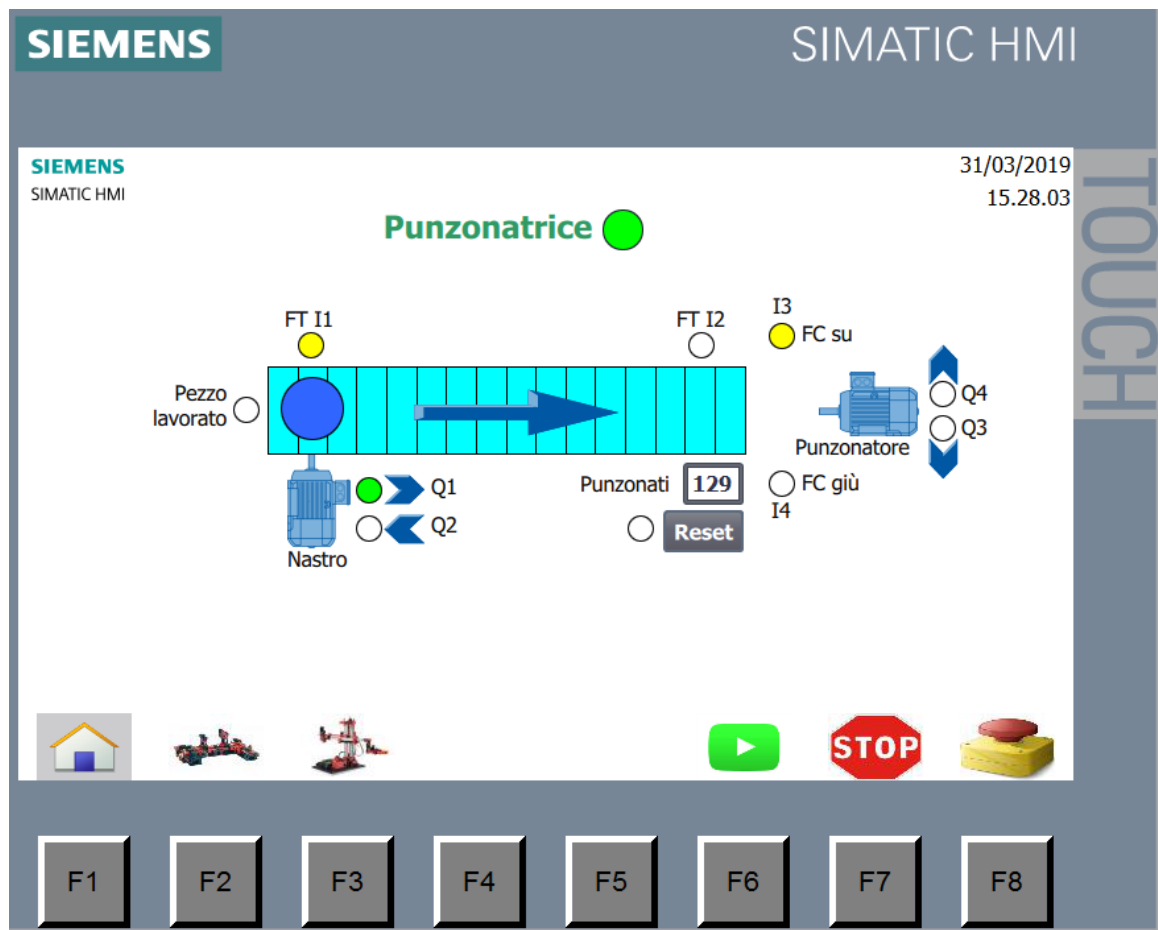 SIEMENS
SIMATIC HMI
TOUCH
SIEMENS
SIMATIC HMI
31/03/2019
15.28.03
Punzonatrice
FT I1
FT I2
I3
FC su
Pezzo
lavorato
Q4
Q3
Punzonatore
Q1
Q2
Nastro
Punzonati 129
Reset
FC giù
I4
STOP
F1 F2 F3 F4 F5 F6 F7 F8